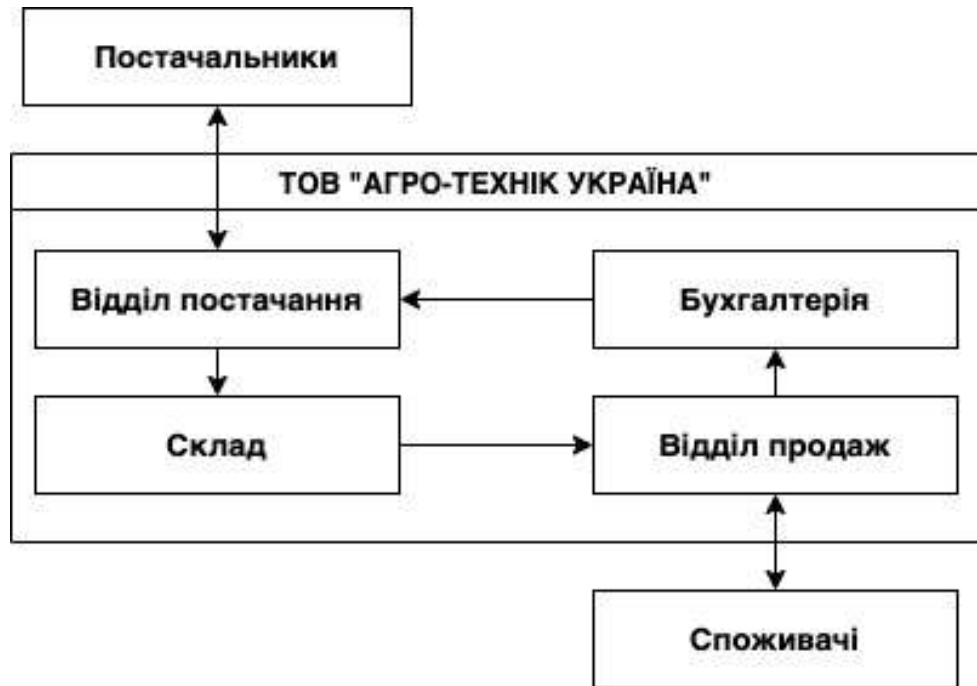 Постачальники
ТОВ "АГРО-ТЕХНІК УКРАЇНА"
Відділ постачання
Бухгалтерія
Склад
Відділ продаж
Споживачі